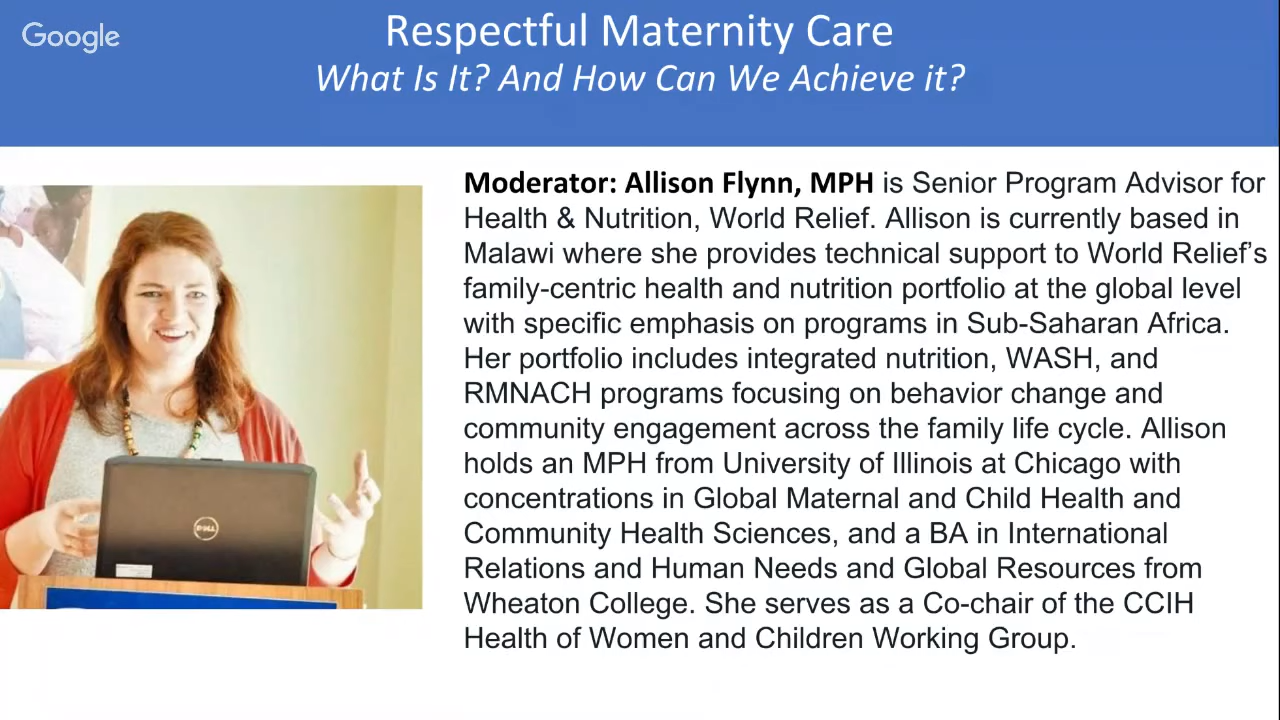 Google
Respectful Maternity Care
What Is It? And How Can We Achieve it?
Moderator: Allison Flynn, MPH is Senior Program Advisor for
Health & Nutrition, World Relief. Allison is currently based in
Malawi where she provides technical support to World Relief’s
family-centric health and nutrition portfolio at the global level
with specific emphasis on programs in Sub-Saharan Africa.
Her portfolio includes integrated nutrition, WASH, and
RMNACH programs focusing on behavior change and
community engagement across the family life cycle. Allison
holds an MPH from University of Illinois at Chicago with
concentrations in Global Maternal and Child Health and
Community Health Sciences, and a BA in International
Relations and Human Needs and Global Resources from
Wheaton College. She serves as a Co-chair of the CCIH
Health of Women and Children Working Group.
DELL